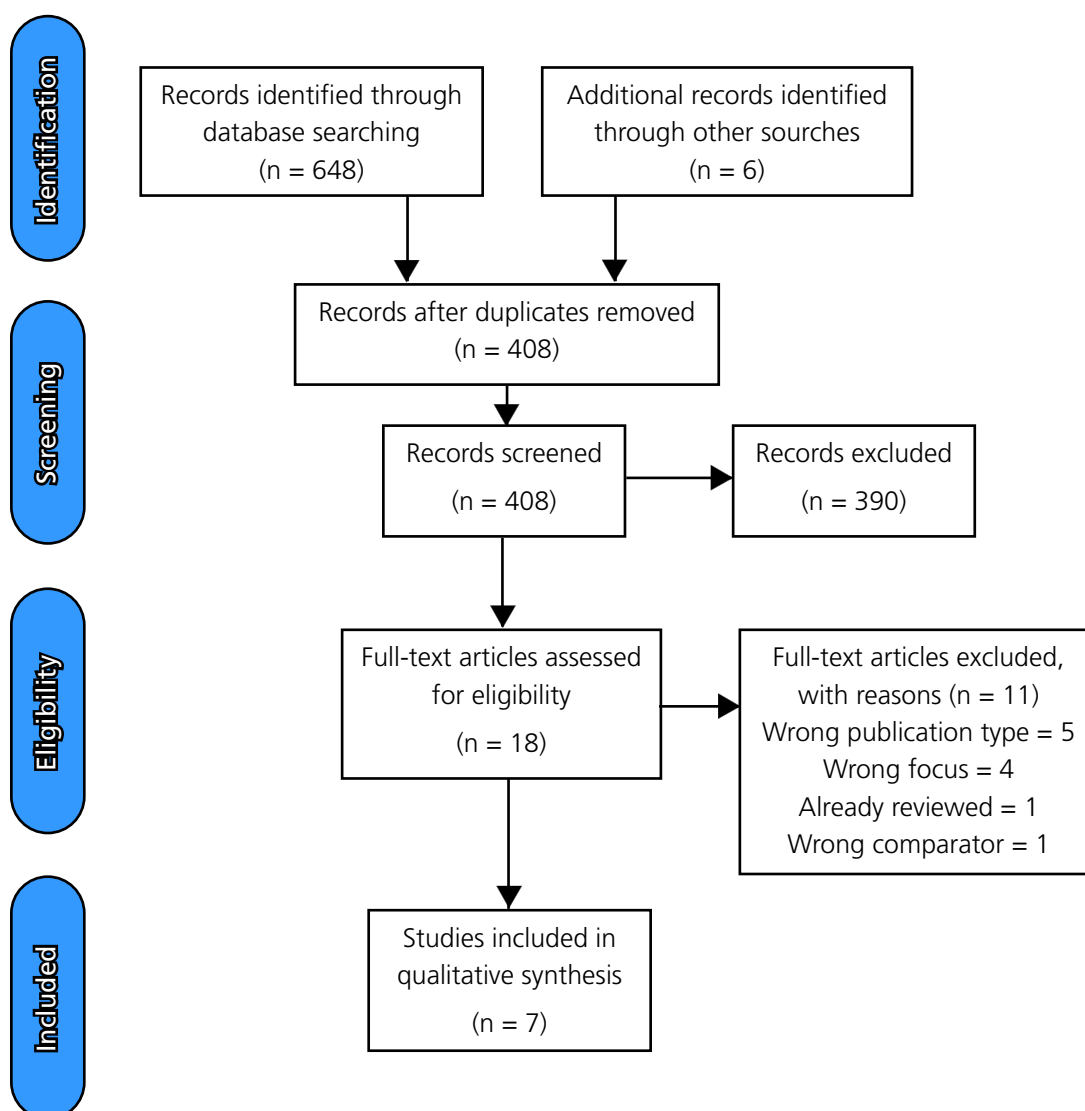 Identification
Records identified through
database searching
(n = 648)
Additional records identified
through other sourches
(n = 6)
Screening
Records after duplicates removed
(n = 408)
Records screened
(n = 408)
Records excluded
(n = 390)
Eligibility
Full-text articles assessed
for eligibility
(n = 18)
Full-text articles excluded,
with reasons (n = 11)
Wrong publication type = 5
Wrong focus = 4
Already reviewed = 1
Wrong comparator = 1
Included
Studies included in
qualitative synthesis
(n = 7)